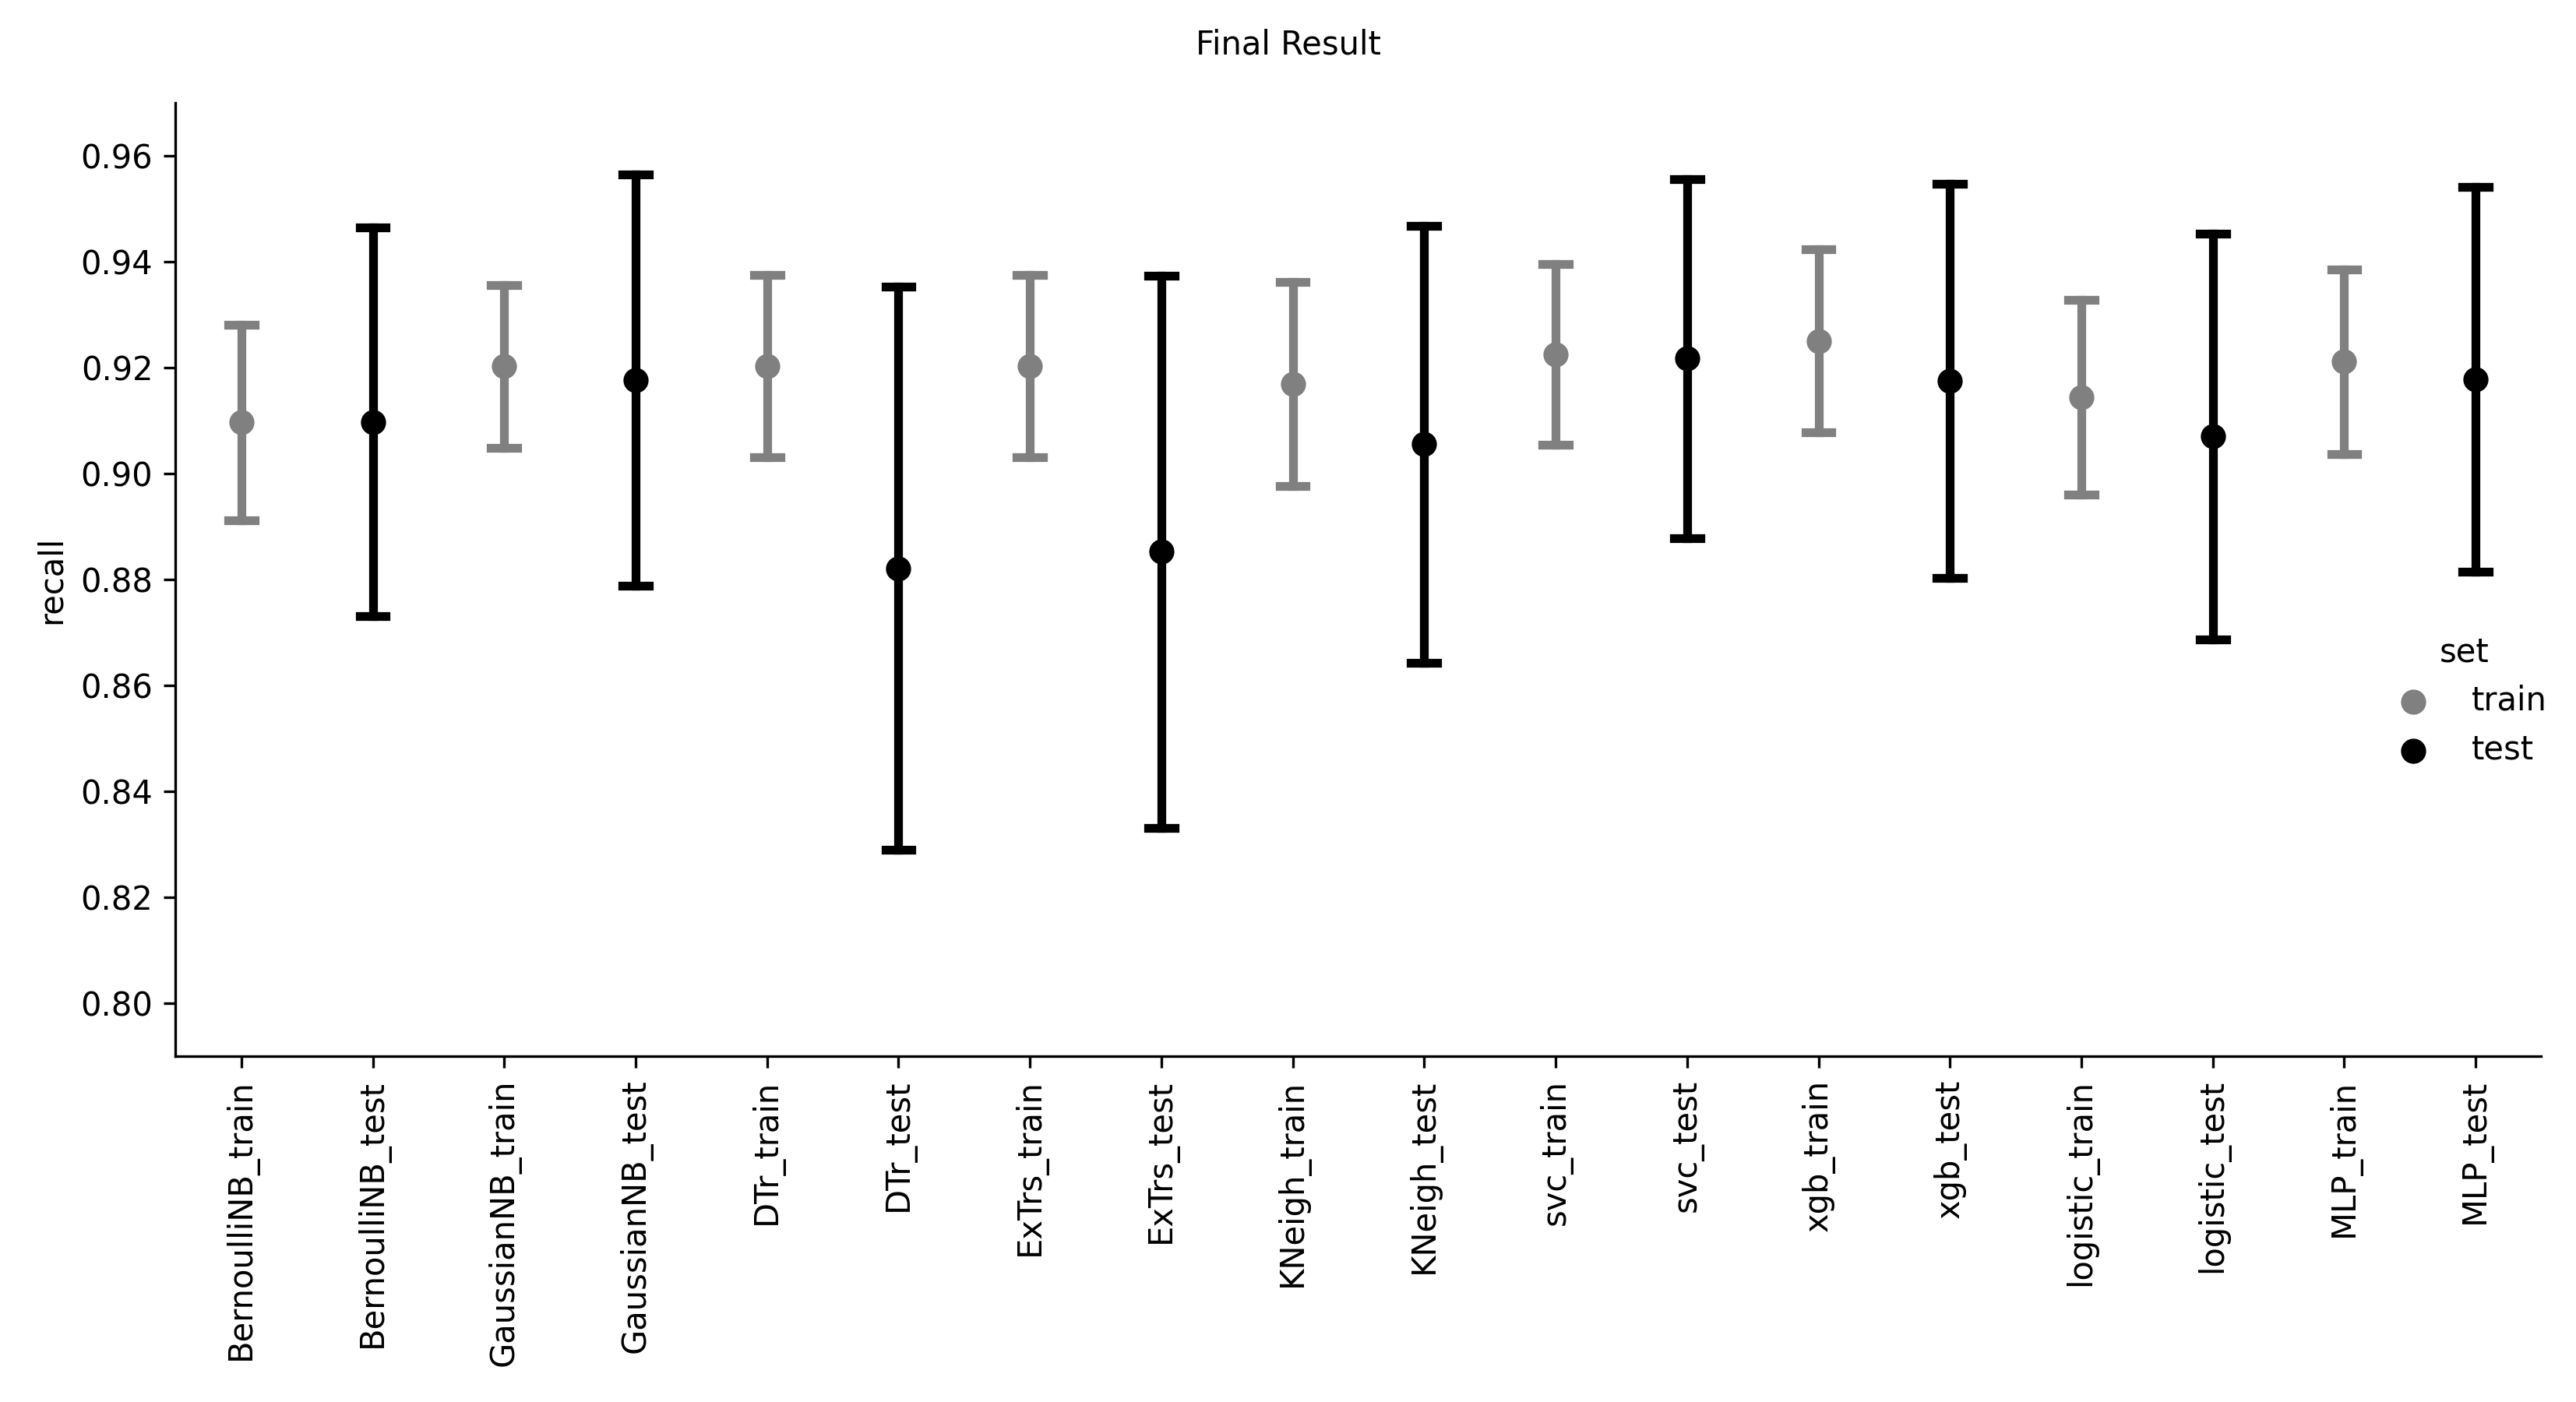 Final Result
recall
0.96
0.94
0.92
0.90
0.88
0.86
0.84
0.82
0.80
set
train
test
BernoulliNB_train
BernoulliNB_test
GaussianNB_train
GaussianNB_test
DTr_train
DTr_test
ExTrs_train
ExTrs_test
KNeigh_train
KNeigh_test
svc_train
svc_test
xgb_train
xgb_test
logistic_train
logistic_test
MLP_train
MLP_test